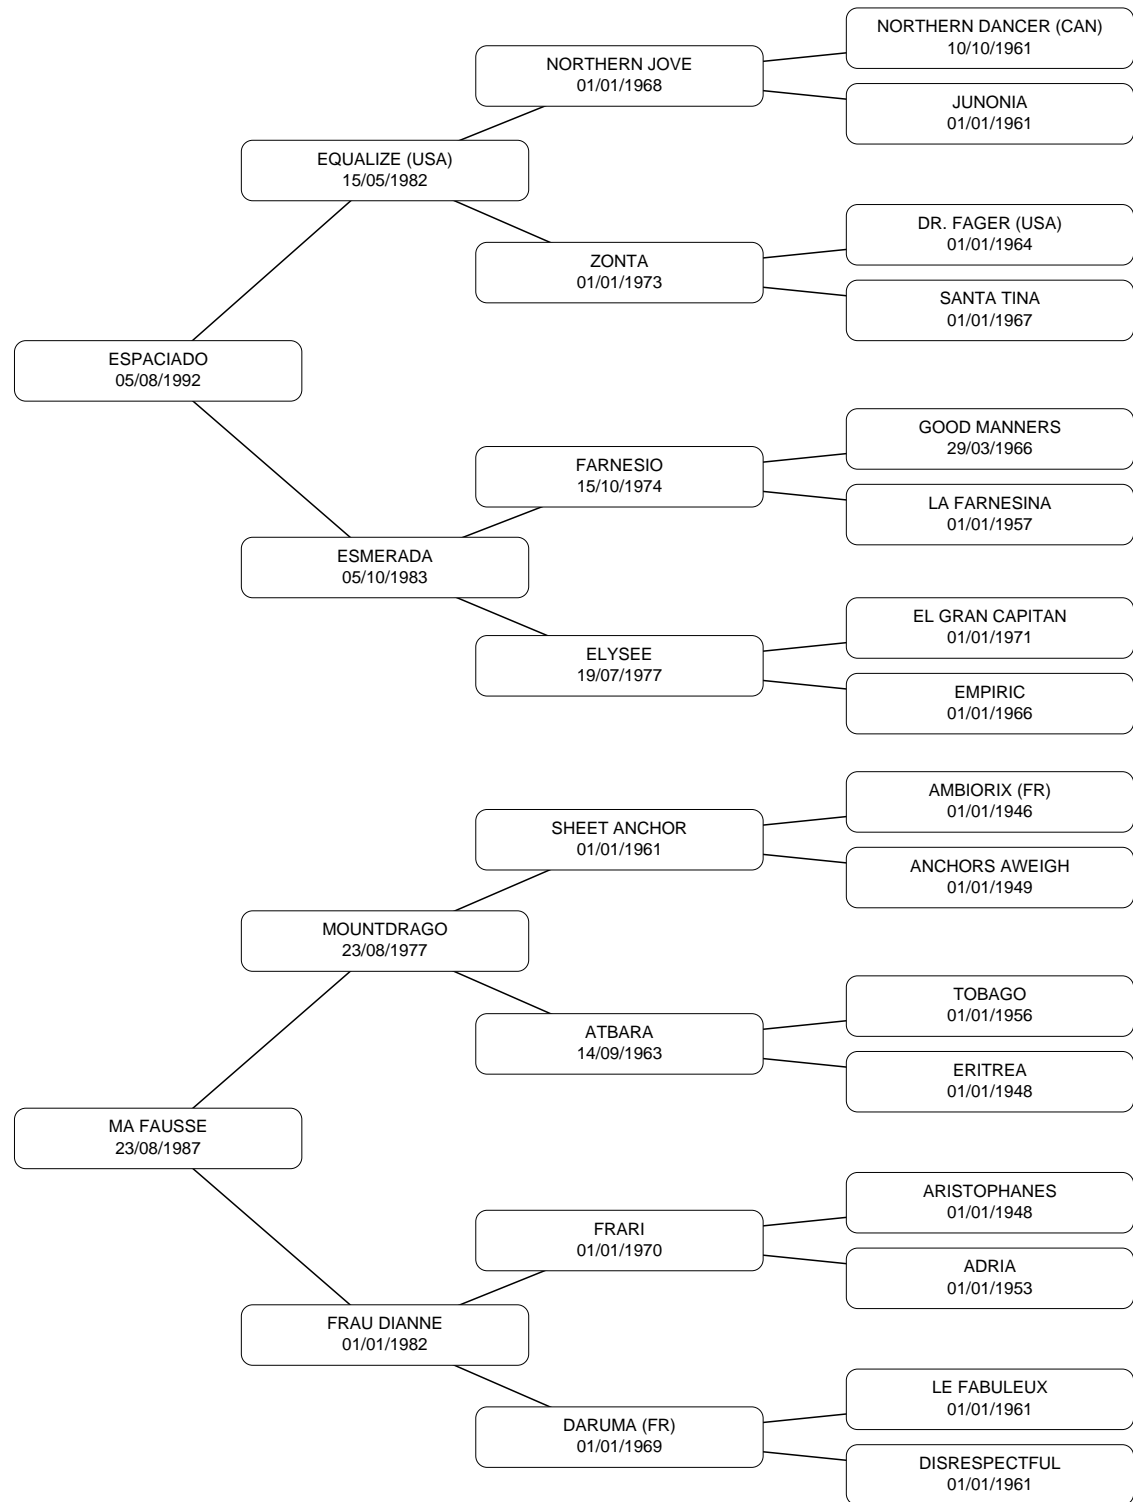 NORTHERN DANCER (CAN)
10/10/1961
NORTHERN JOVE
01/01/1968
JUNONIA
01/01/1961
EQUALIZE (USA)
15/05/1982
DR. FAGER (USA)
01/01/1964
ZONTA
01/01/1973
SANTA TINA
01/01/1967
ESPACIADO
05/08/1992
GOOD MANNERS
29/03/1966
FARNESIO
15/10/1974
LA FARNESINA
01/01/1957
ESMERADA
05/10/1983
EL GRAN CAPITAN
01/01/1971
ELYSEE
19/07/1977
EMPIRIC
01/01/1966
AMBIORIX (FR)
01/01/1946
SHEET ANCHOR
01/01/1961
ANCHORS AWEIGH
01/01/1949
MOUNTDRAGO
23/08/1977
TOBAGO
01/01/1956
ATBARA
14/09/1963
ERITREA
01/01/1948
MA FAUSSE
23/08/1987
ARISTOPHANES
01/01/1948
FRARI
01/01/1970
ADRIA
01/01/1953
FRAU DIANNE
01/01/1982
LE FABULEUX
01/01/1961
DARUMA (FR)
01/01/1969
DISRESPECTFUL
01/01/1961